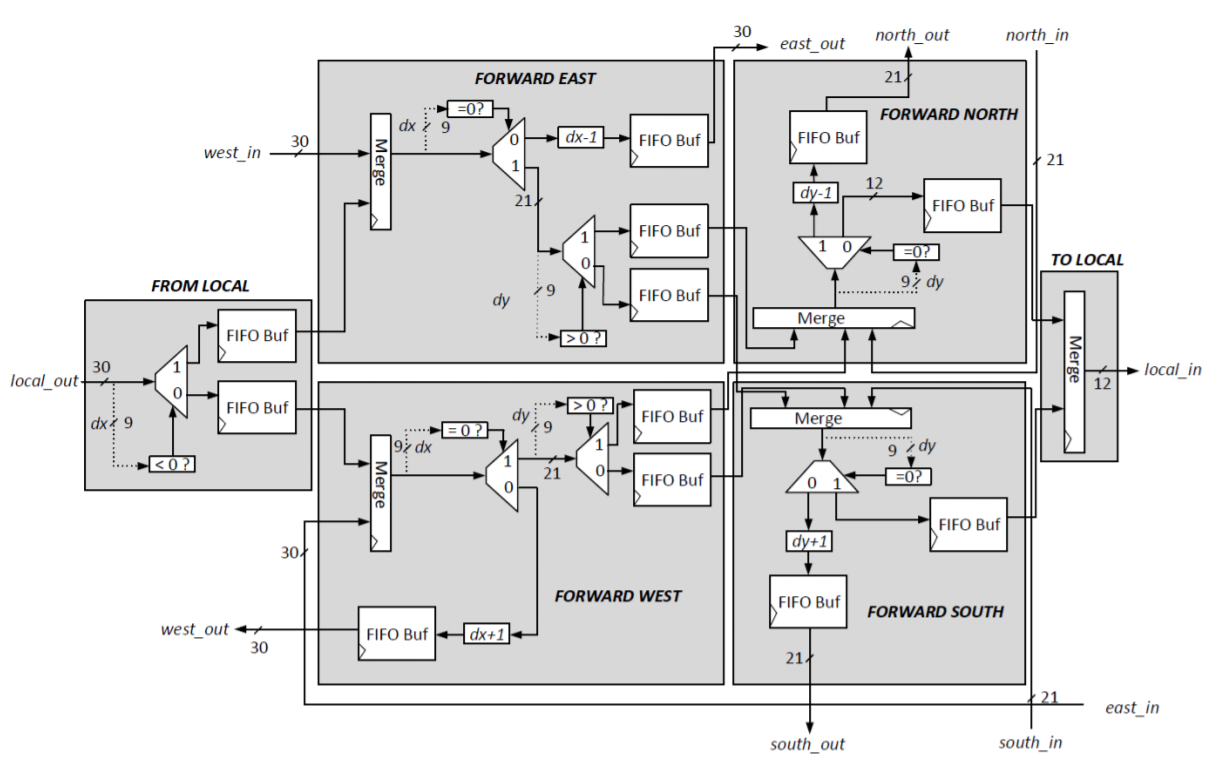 30
east_out
north_out
north_in
FORWARD EAST
21
FORWARD NORTH
=0?
dx
9
west_in
30
Merge
0
1
dx-1
FIFO Buf
FIFO Buf
21
21
dy-1
12
FIFO Buf
1
0
FIFO Buf
1 0
=0?
TO LOCAL
9
dy
9
dy
FROM LOCAL
FIFO Buf
Merge
> 0 ?
FIFO Buf
local_out
30
1
0
Merge
local_in
12
FIFO Buf
dx
9
< 0 ?
dy
9
> 0 ?
FIFO Buf
Merge
9
dx
= 0 ?
1
0
1
0
21
FIFO Buf
9
dy
=0?
Merge
0 1
FIFO Buf
30
dy+1
FORWARD WEST
FIFO Buf
FORWARD SOUTH
west_out
30
FIFO Buf
dx+1
21
21
east_in
south_out
south_in